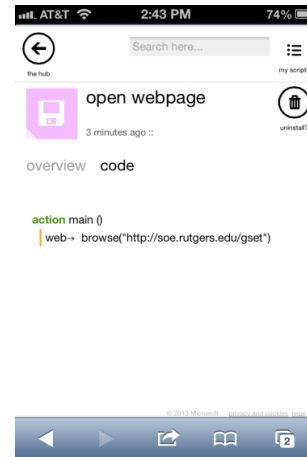 AT&T 2:43 PM 74%
Search here...
the hub
my script
open webpage
3 minutes ago ::
uninstall?
overview code
action main ()
web→ browse("http://soe.rutgers.edu/gset")
© 2013 Microsoft privacy and cookies legal
2